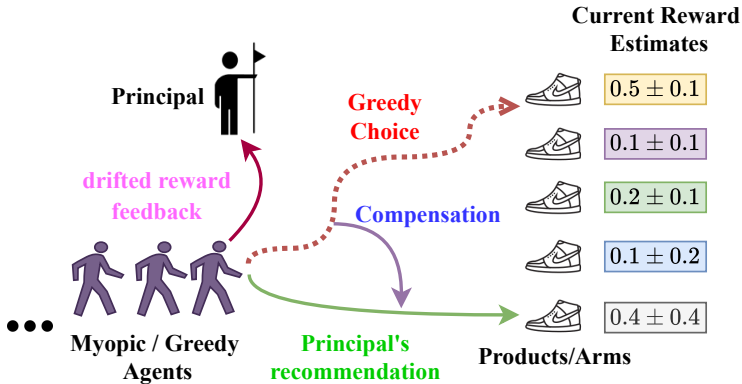 Current Reward
Estimates
Principal
Greedy
Choice
0.5 ± 0.1
0.1 ± 0.1
drifted reward
feedback
0.2 ± 0.1
Compensation
0.1 ± 0.2
0.4 ± 0.4
Myopic / Greedy
Agents
Principal's
recommendation
Products/Arms